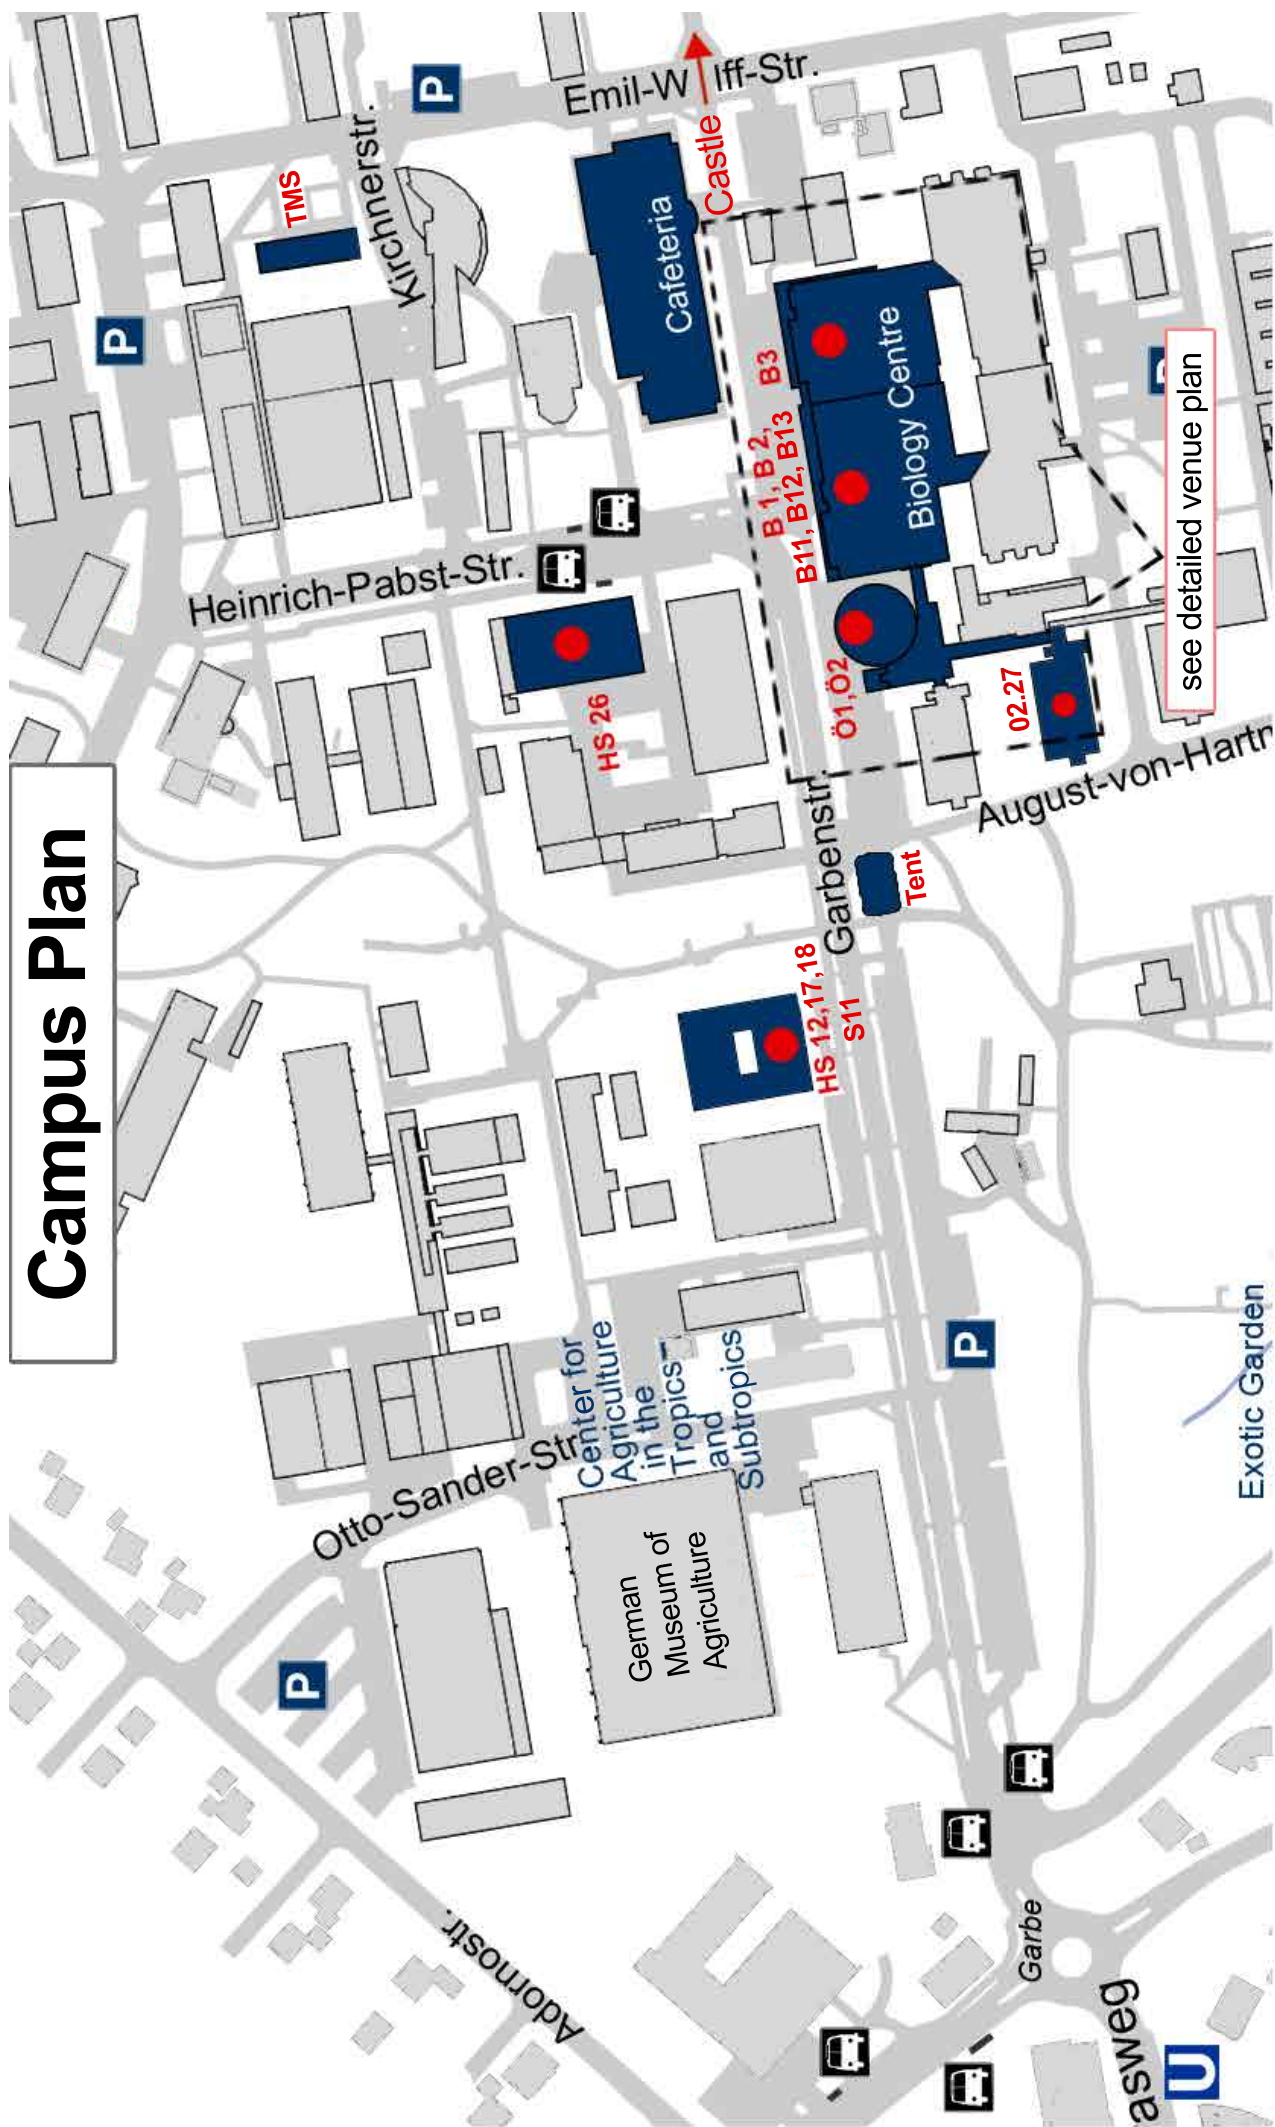 Campus Plan
P
P
P
P
P
TMS
Kirchnerstr.
Emil-W lff-Str.
Castle
Cafeteria
Heinrich-Pabst-Str.
B3
B 1, B 2,
B11, B12, B13
Biology Centre
HS 26
Ö1,Ö2
02.27
see detailed venue plan
August-von-Hartm
Garbenstr.
Tent
HS 12,17,18
S11
Center for
Agriculture
in the
Tropics
and
Subtropics
Otto-Sander-Str.
German
Museum of
Agriculture
Exotic Garden
Adornostr.
Garbe
asweg
U